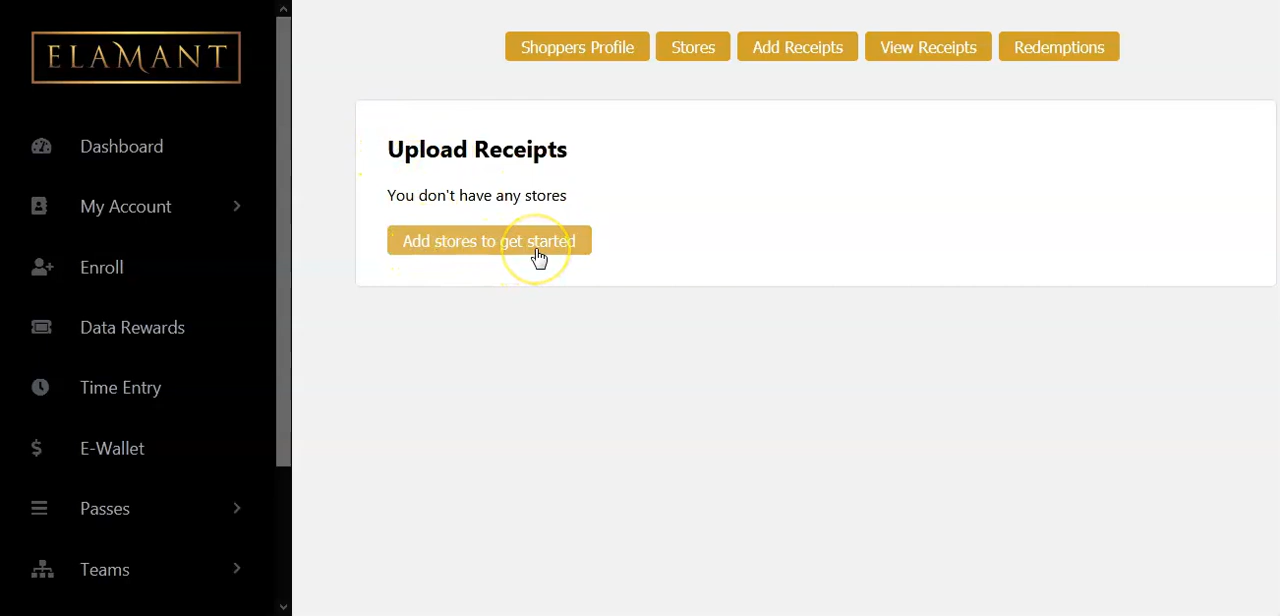 ELAMANT
Dashboard
My Account
Enroll
Data Rewards
Time Entry
E-Wallet
Passes
Teams
Shoppers Profile
Stores
Add Receipts
View Receipts
Redemptions
Upload Receipts
You don't have any stores
Add stores to get started